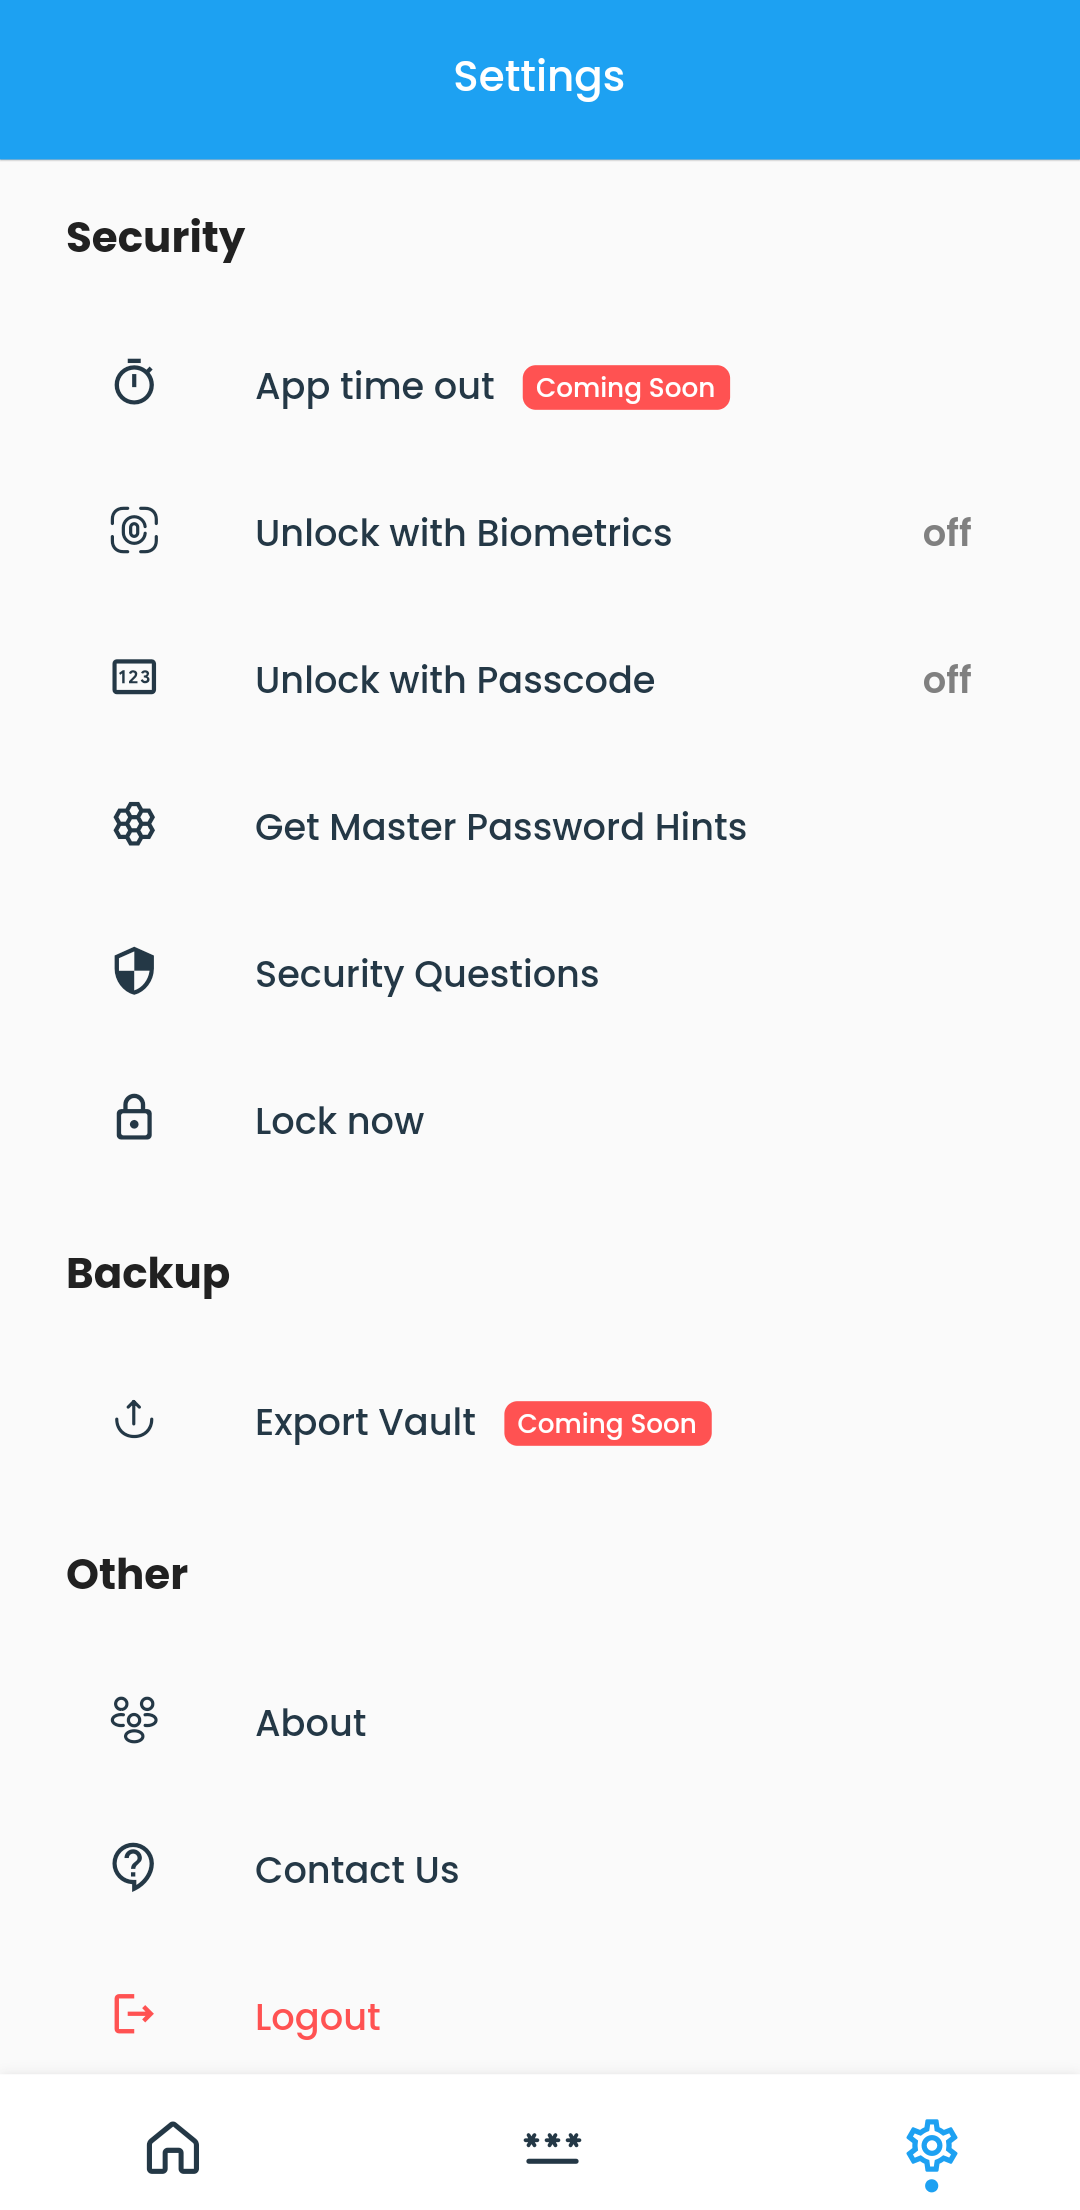 Settings
Security
App time out Coming Soon
Unlock with Biometrics off
123 Unlock with Passcode off
Get Master Password Hints
Security Questions
Lock now
Backup
Export Vault Coming Soon
Other
About
Contact Us
Logout
***